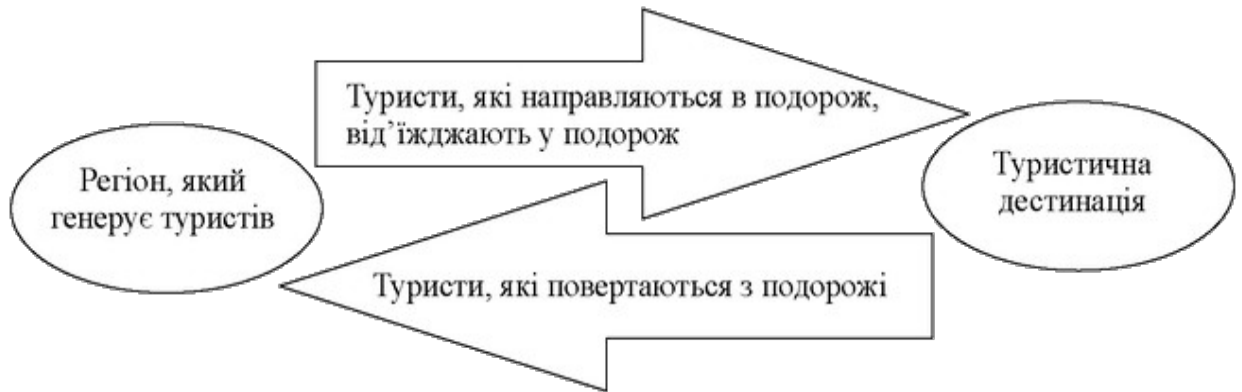 Туристи, які направляються в подорож,
від’їжджають у подорож
Регіон, який
генерує туристів
Туристична
дестинація
Туристи, які повертаються з подорожі